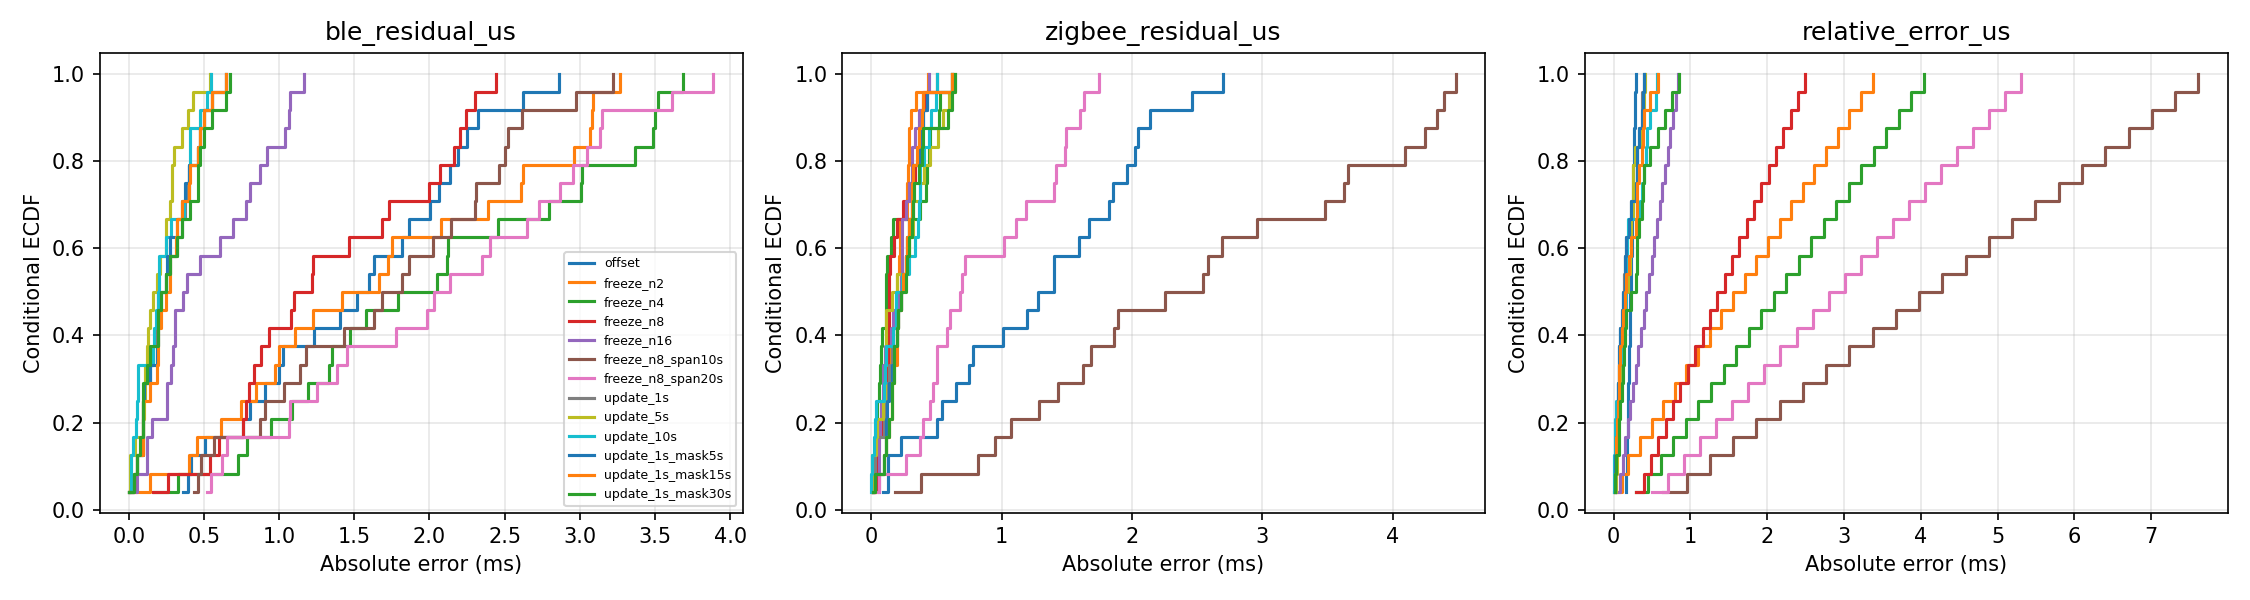 ble_residual_us
Conditional ECDF
1.0
0.8
0.6
0.4
0.2
0.0
0.0 0.5 1.0 1.5 2.0 2.5 3.0 3.5 4.0
Absolute error (ms)
offset
freeze_n2
freeze_n4
freeze_n8
freeze_n16
freeze_n8_span10s
freeze_n8_span20s
update_1s
update_5s
update_10s
update_1s_mask5s
update_1s_mask15s
update_1s_mask30s
zigbee_residual_us
Conditional ECDF
1.0
0.8
0.6
0.4
0.2
0.0
0 1 2 3 4
Absolute error (ms)
relative_error_us
Conditional ECDF
1.0
0.8
0.6
0.4
0.2
0.0
0 1 2 3 4 5 6 7
Absolute error (ms)